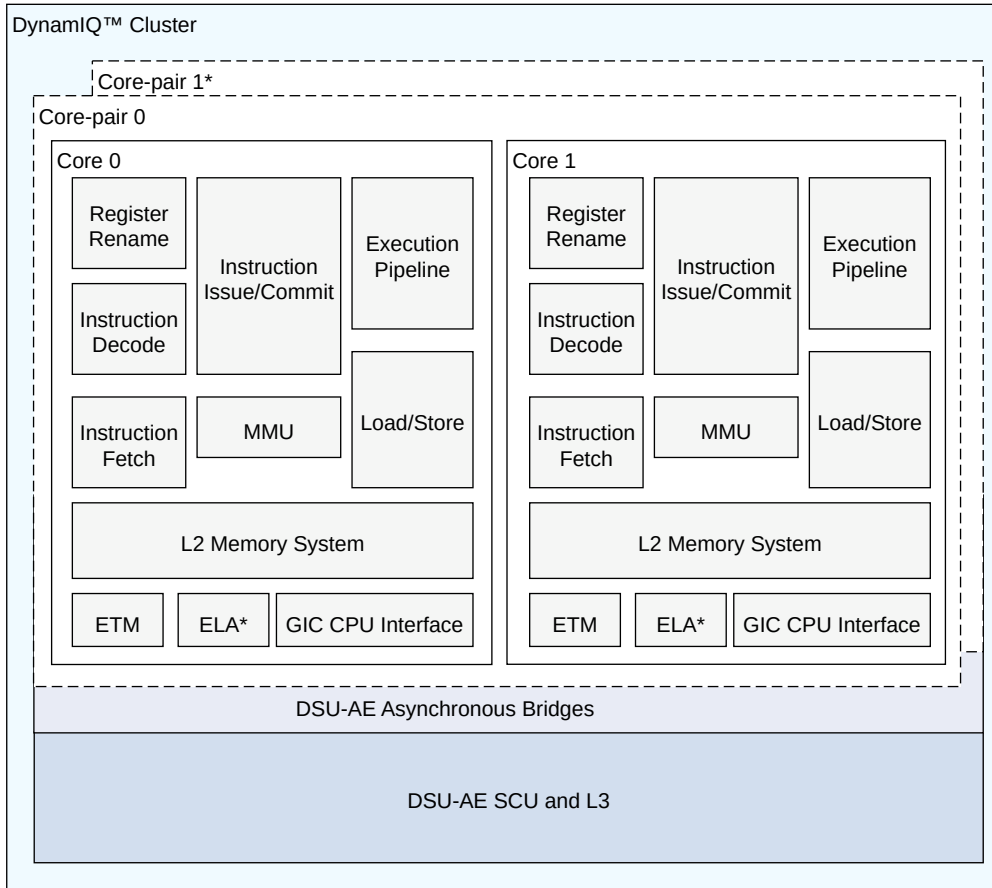 DynamIQ™ Cluster
Core-pair 1*
Core-pair 0
Core 0
Register
Rename
Instruction
Issue/Commit
Execution
Pipeline
Instruction
Decode
Instruction
Fetch
MMU
Load/Store
L2 Memory System
ETM
ELA*
GIC CPU Interface
Core 1
Register
Rename
Instruction
Issue/Commit
Execution
Pipeline
Instruction
Decode
Instruction
Fetch
MMU
Load/Store
L2 Memory System
ETM
ELA*
GIC CPU Interface
DSU-AE Asynchronous Bridges
DSU-AE SCU and L3